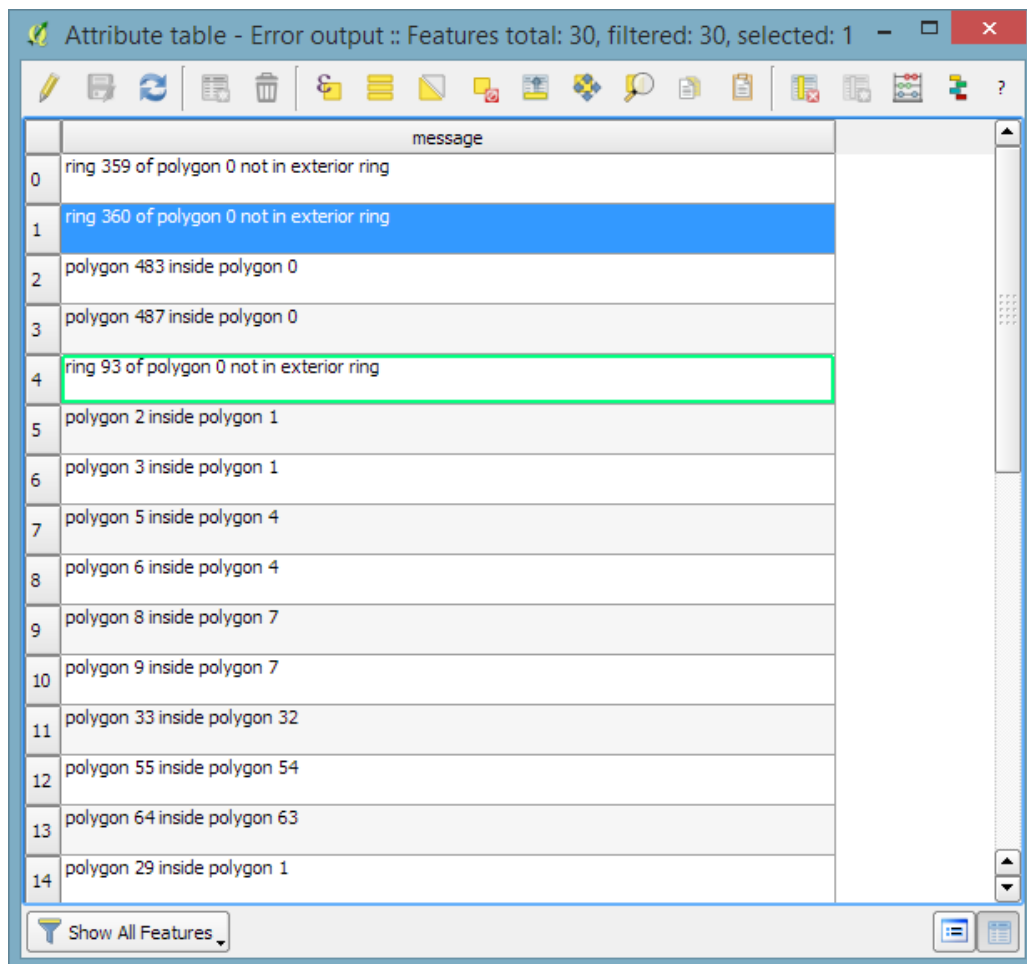 Attribute table - Error output :: Features total: 30, filtered: 30, selected: 1
?
message
0 ring 359 of polygon 0 not in exterior ring
1 ring 360 of polygon 0 not in exterior ring
2 polygon 483 inside polygon 0
3 polygon 487 inside polygon 0
4 ring 93 of polygon 0 not in exterior ring
5 polygon 2 inside polygon 1
6 polygon 3 inside polygon 1
7 polygon 5 inside polygon 4
8 polygon 6 inside polygon 4
9 polygon 8 inside polygon 7
10 polygon 9 inside polygon 7
11 polygon 33 inside polygon 32
12 polygon 55 inside polygon 54
13 polygon 64 inside polygon 63
14 polygon 29 inside polygon 1
Show All Features